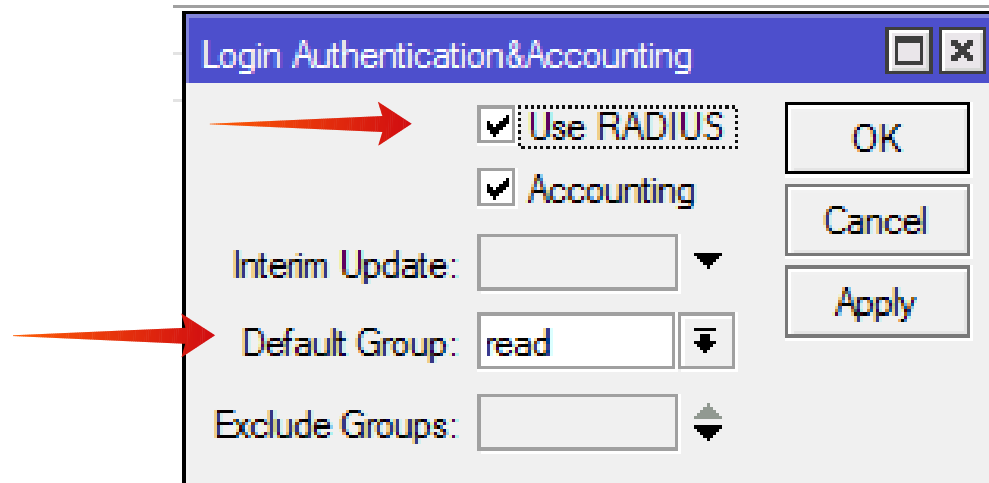 Login Authentication&Accounting
Use RADIUS
OK
Accounting
Cancel
Interim Update:
Apply
Default Group: read
Exclude Groups: